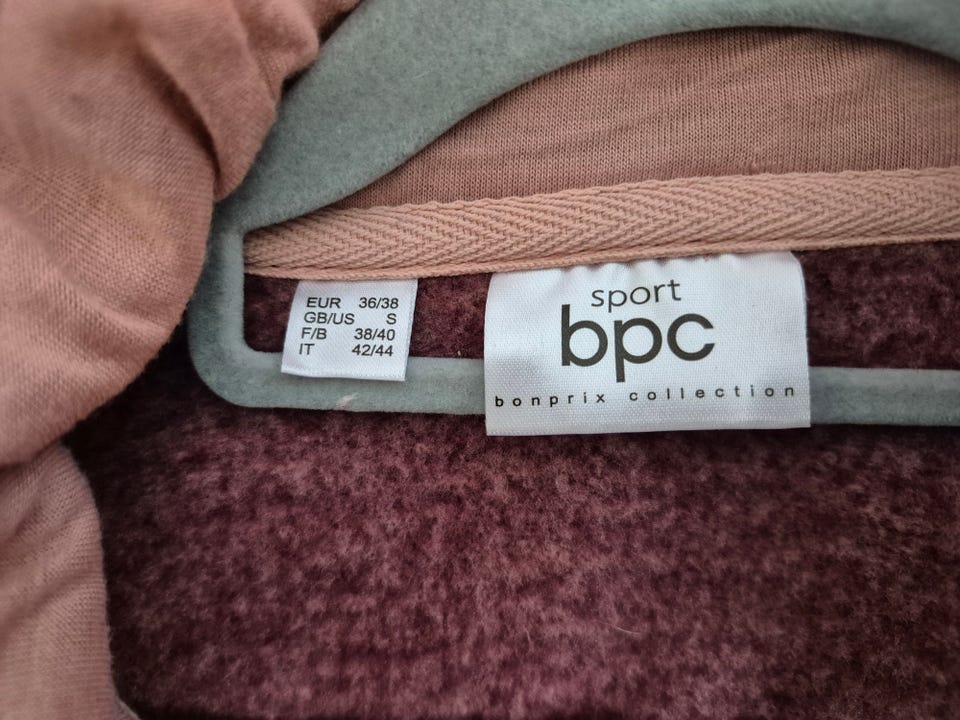 EUR 36/38
GB/US S
F/B 38/40
IT 42/44
sport
bpc
bonprix collection